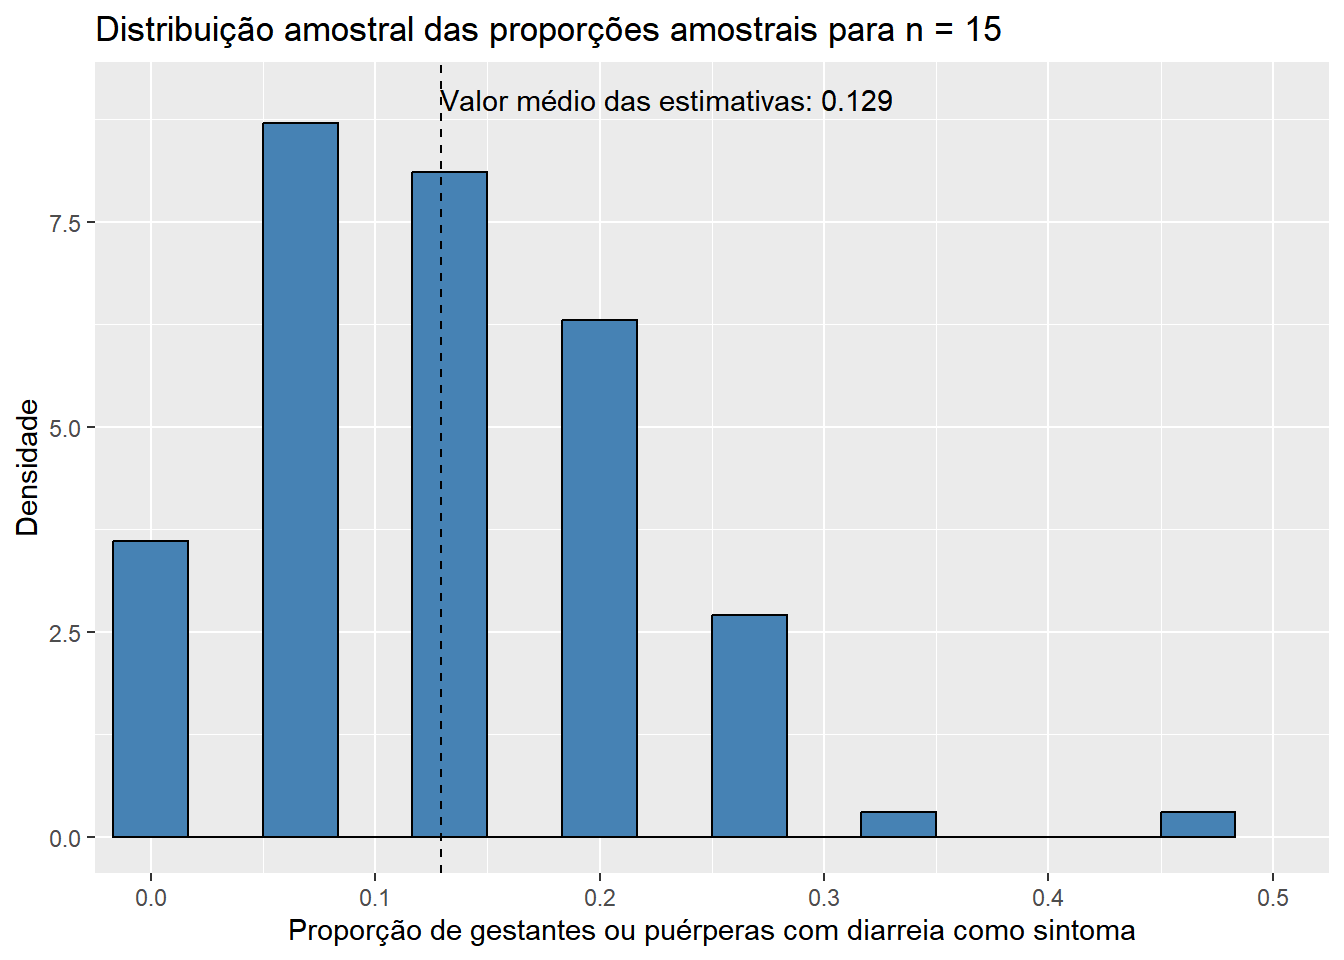 Distribuição amostral das proporções amostrais para n = 15
Valor médio das estimativas: 0.129
7.5
5.0
2.5
0.0
Densidade
0.0 0.1 0.2 0.3 0.4 0.5
Proporção de gestantes ou puérperas com diarreia como sintoma